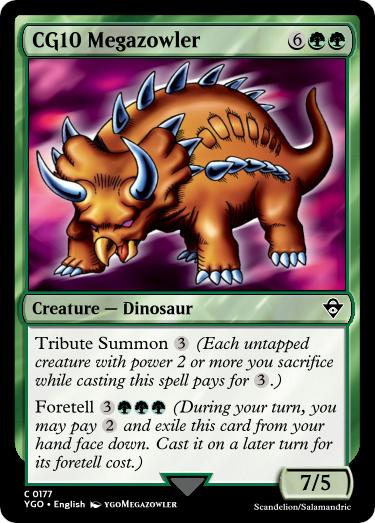 CG10 Megazowler 6
Creature — Dinosaur
Tribute Summon 3 (Each untapped
creature with power 2 or more you sacrifice
while casting this spell pays for 3.)
Foretell 3 (During your turn, you
may pay 2 and exile this card from your
hand face down. Cast it on a later turn for
its foretell cost.)
7/5
C 0177
YGO • English YGOMegazowler
Scandelion/Salamandric